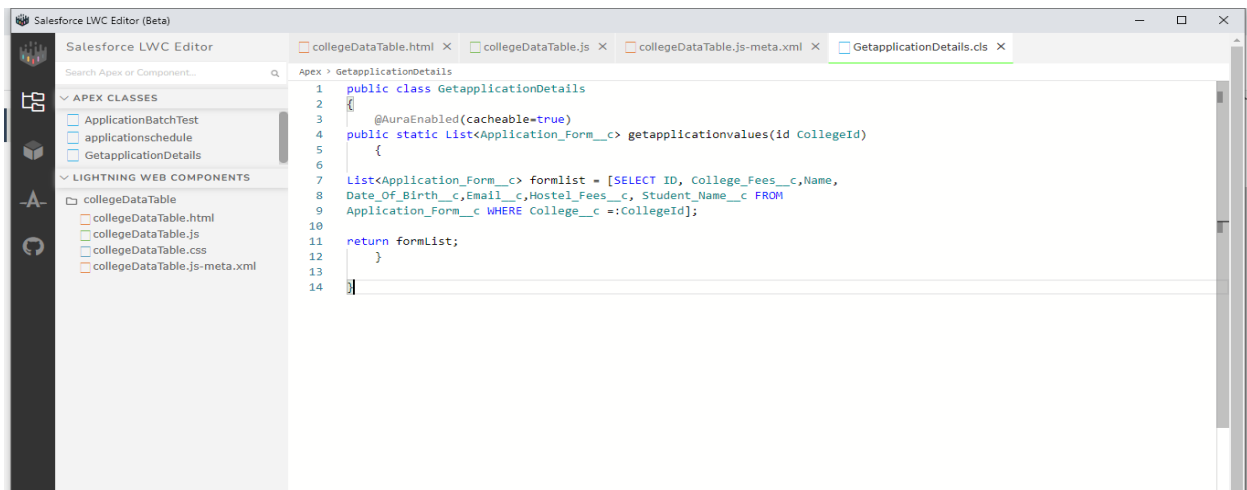 Salesforce LWC Editor (Beta)
Salesforce LWC Editor
Search Apex or Component...
APEX CLASSES
ApplicationBatchTest
applicationschedule
GetapplicationDetails
LIGHTNING WEB COMPONENTS
collegeDataTable
collegeDataTable.html
collegeDataTable.js
collegeDataTable.css
collegeDataTable.js-meta.xml
collegeDataTable.html collegeDataTable.js collegeDataTable.js-meta.xml GetapplicationDetails.cls
Apex > GetapplicationDetails
1 public class GetapplicationDetails
2 {
3 @AuraEnabled(cacheable=true)
4 public static List<Application_Form__c> getapplicationvalues(id CollegeId)
5 {
6
7 List<Application_Form__c> formlist = [SELECT ID, College_Fees__c,Name,
8 Date_Of_Birth__c,Email__c,Hostel_Fees__c, Student_Name__c FROM
9 Application_Form__c WHERE College__c =:CollegeId];
10
11 return formList;
12 }
13
14 }